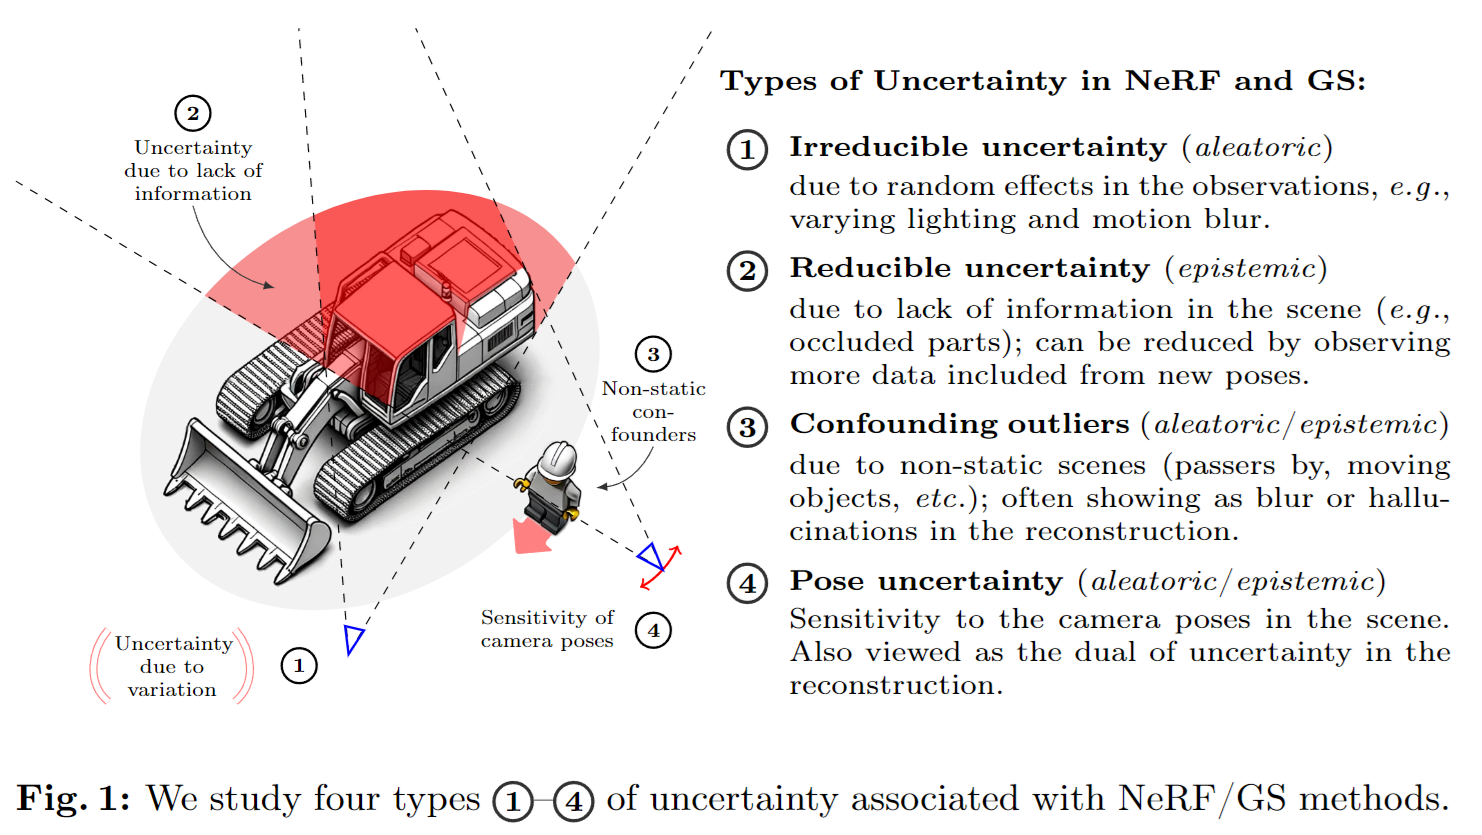 2
Uncertainty
due to lack of
information
3
Non-static
con-
founders
Sensitivity of
camera poses
4
Uncertainty
due to
variation
1
Types of Uncertainty in NeRF and GS:
1 Irreducible uncertainty (aleatoric)
due to random effects in the observations, e.g.,
varying lighting and motion blur.
2 Reducible uncertainty (epistemic)
due to lack of information in the scene (e.g.,
occluded parts); can be reduced by observing
more data included from new poses.
3 Confounding outliers (aleatoric/epistemic)
due to non-static scenes (passers by, moving
objects, etc.); often showing as blur or hallu-
cinations in the reconstruction.
4 Pose uncertainty (aleatoric/epistemic)
Sensitivity to the camera poses in the scene.
Also viewed as the dual of uncertainty in the
reconstruction.
Fig. 1: We study four types 1–4 of uncertainty associated with NeRF/GS methods.